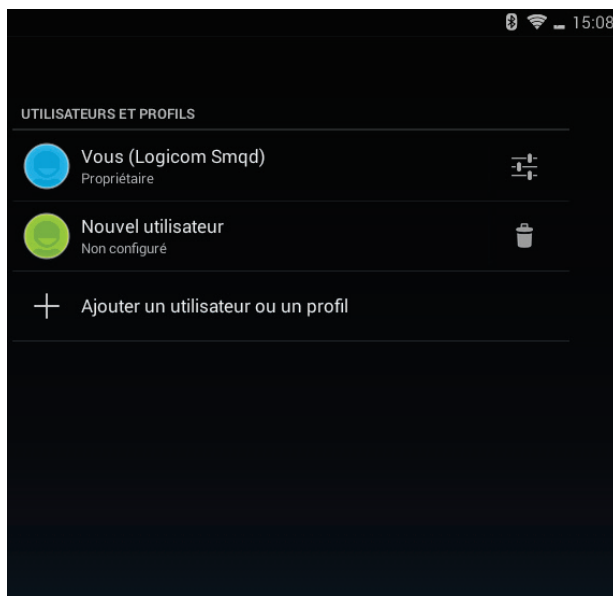 15:08
UTILISATEURS ET PROFILS
Vous (Logicom Smqd)
Propriétaire
Nouvel utilisateur
Non configuré
Ajouter un utilisateur ou un profil